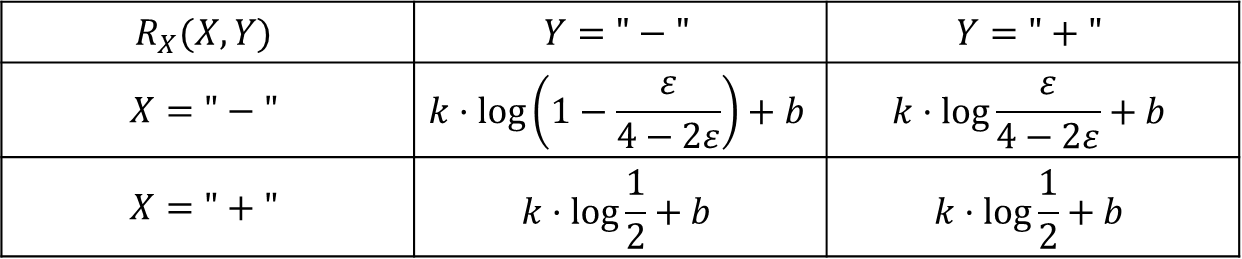 R_X(X,Y) Y = " − " Y = " + "
X = " − " k · log(1 − ε/(4 − 2ε)) + b k · log ε/(4 − 2ε) + b
X = " + " k · log 1/2 + b k · log 1/2 + b